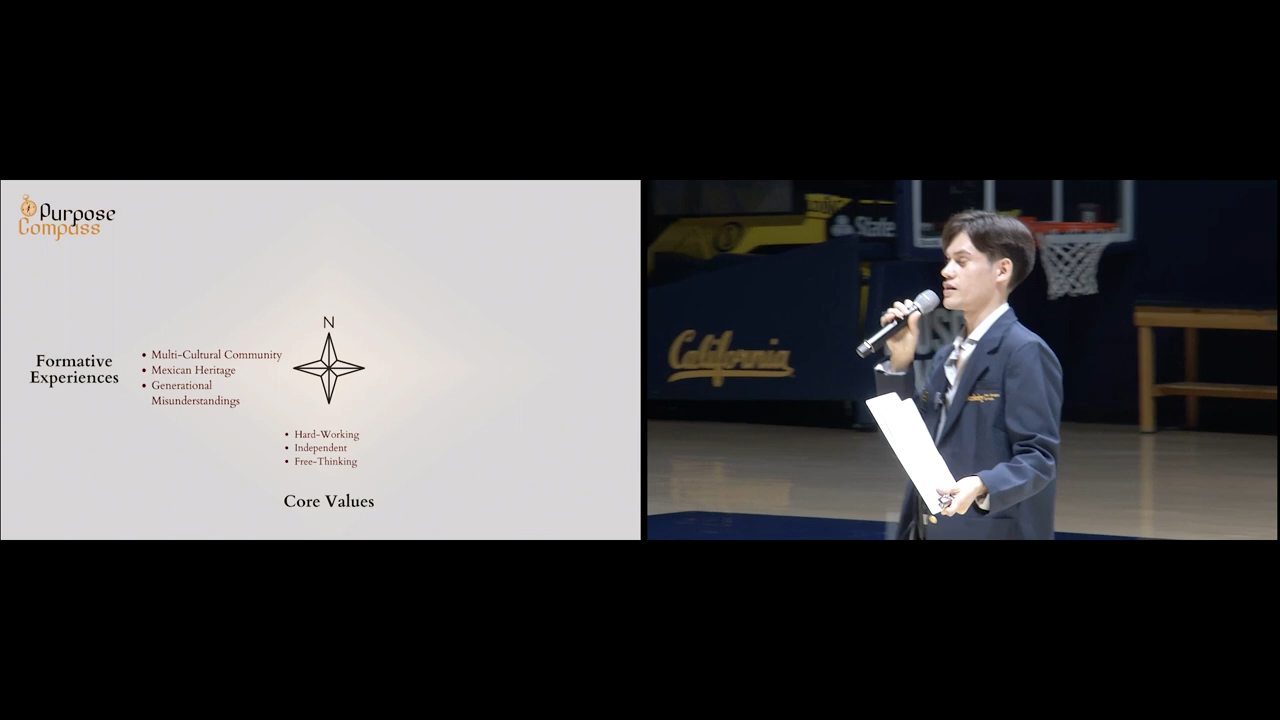 Purpose
Compass
Formative
Experiences
• Multi-Cultural Community
• Mexican Heritage
• Generational
Misunderstandings
N
• Hard-Working
• Independent
• Free-Thinking
Core Values
State
California